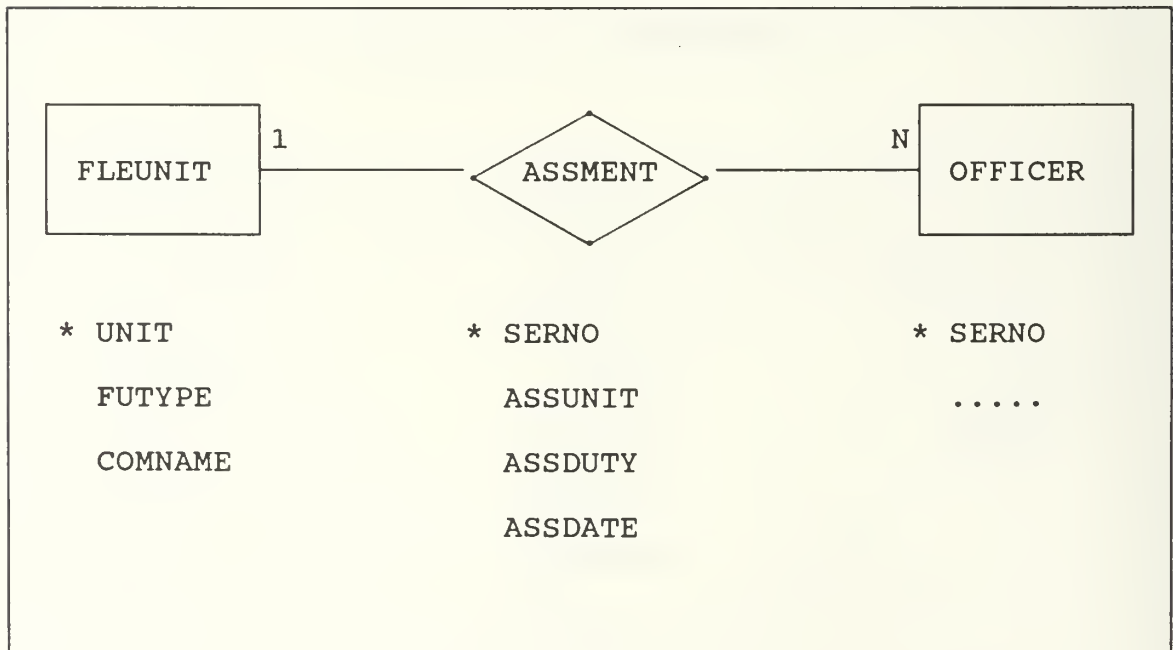 1 N
FLEUNIT ASSMENT OFFICER
* UNIT * SERNO * SERNO
FUTYPE ASSUNIT .....
COMNAME ASSDUTY
ASSDATE